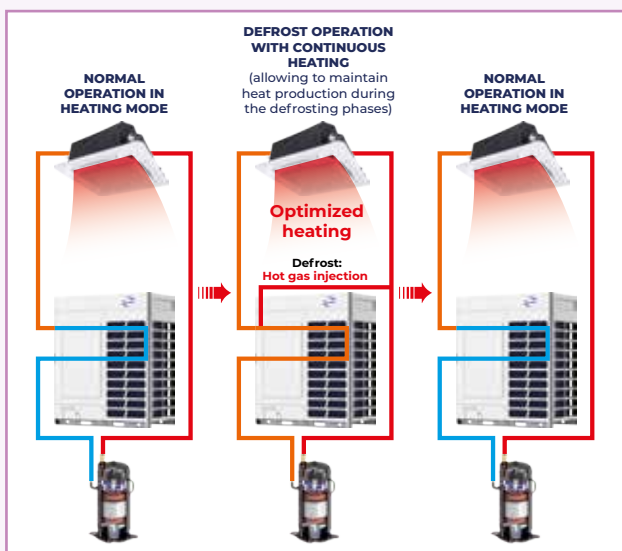 NORMAL
OPERATION IN
HEATING MODE
DEFROST OPERATION
WITH CONTINUOUS
HEATING
(allowing to maintain
heat production during
the defrosting phases)
NORMAL
OPERATION IN
HEATING MODE
Optimized
heating
Defrost:
Hot gas injection